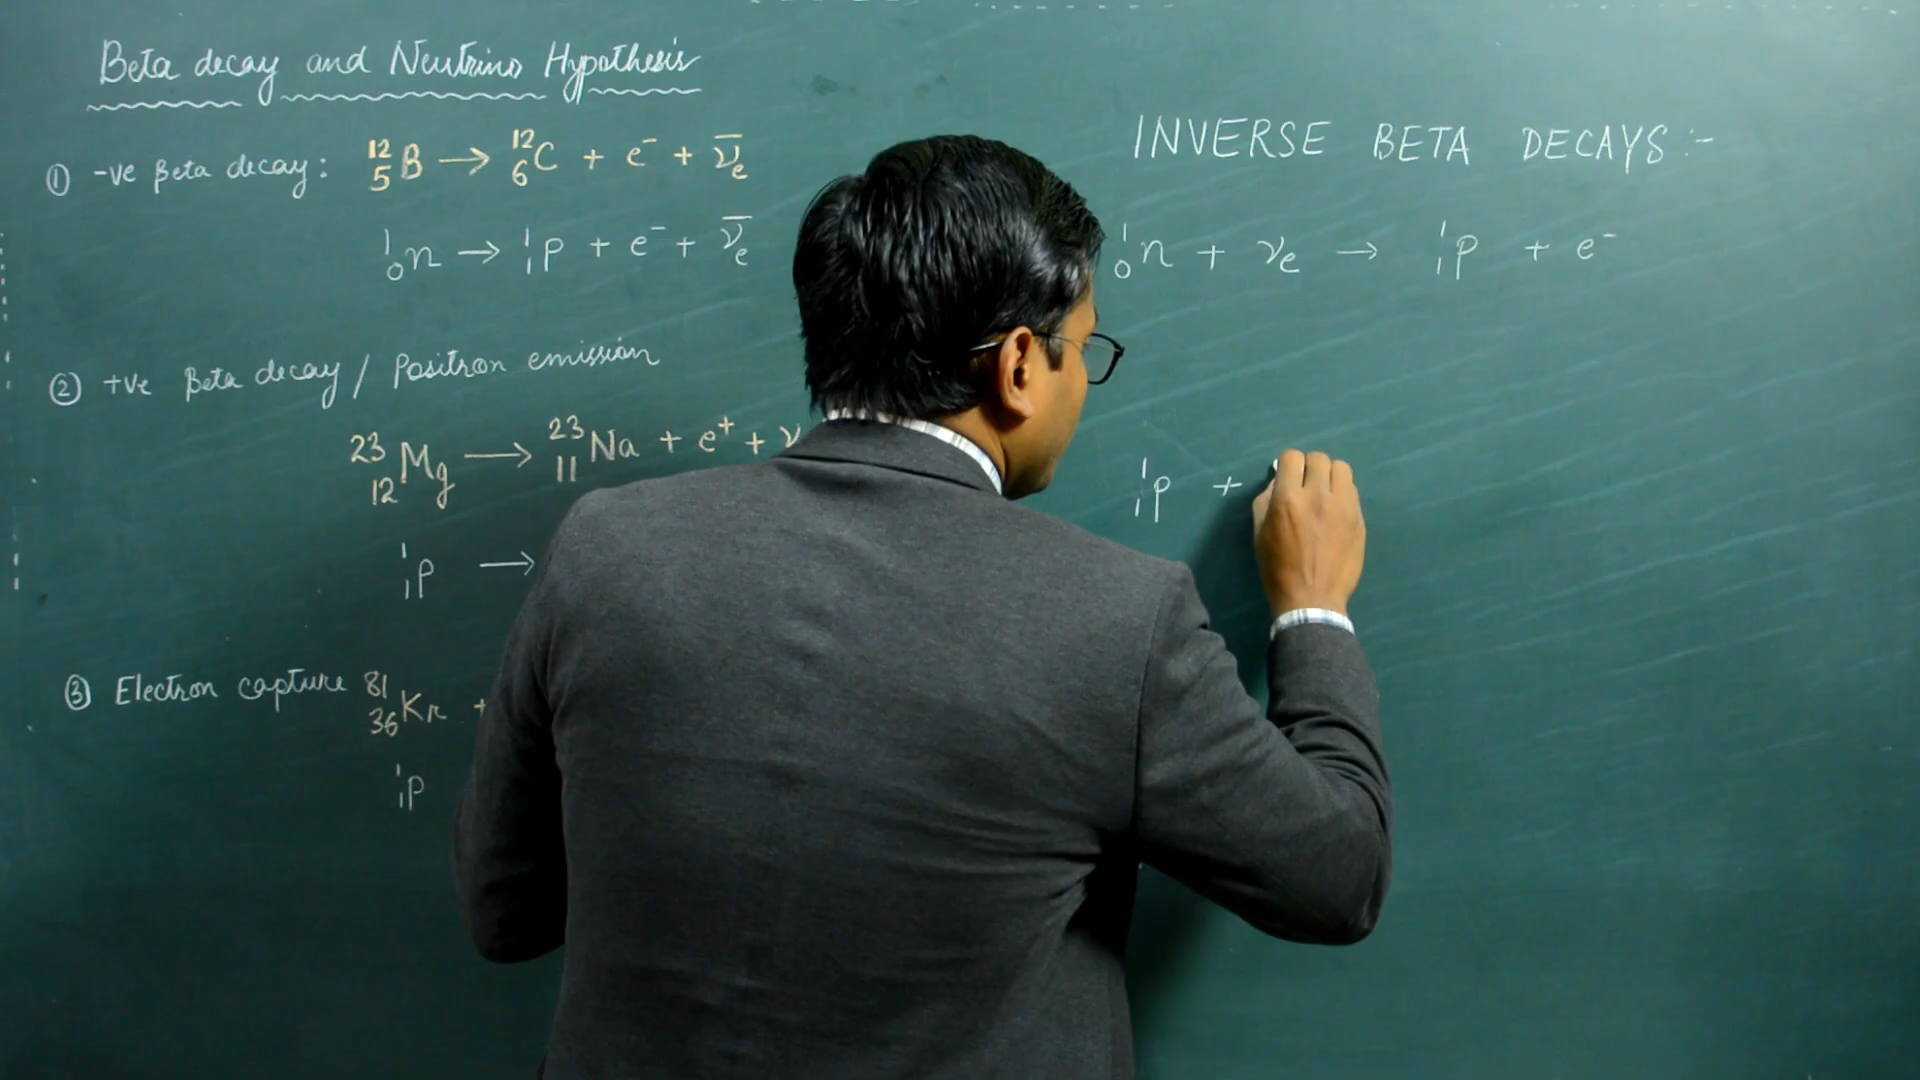 Beta decay and Neutrino Hypothesis
① -ve Beta decay: ¹²₅B → ¹²₆C + e⁻ + ν̅ₑ
¹₀n → ¹₁p + e⁻ + ν̅ₑ
② +ve Beta decay / Positron emission
²³₁₂Mg → ²³₁₁Na + e⁺ + ν
¹₁p →
③ Electron capture ⁸¹₃₆Kr +
¹₁p
INVERSE BETA DECAYS :-
¹₀n + νₑ → ¹₁p + e⁻
¹₁p +